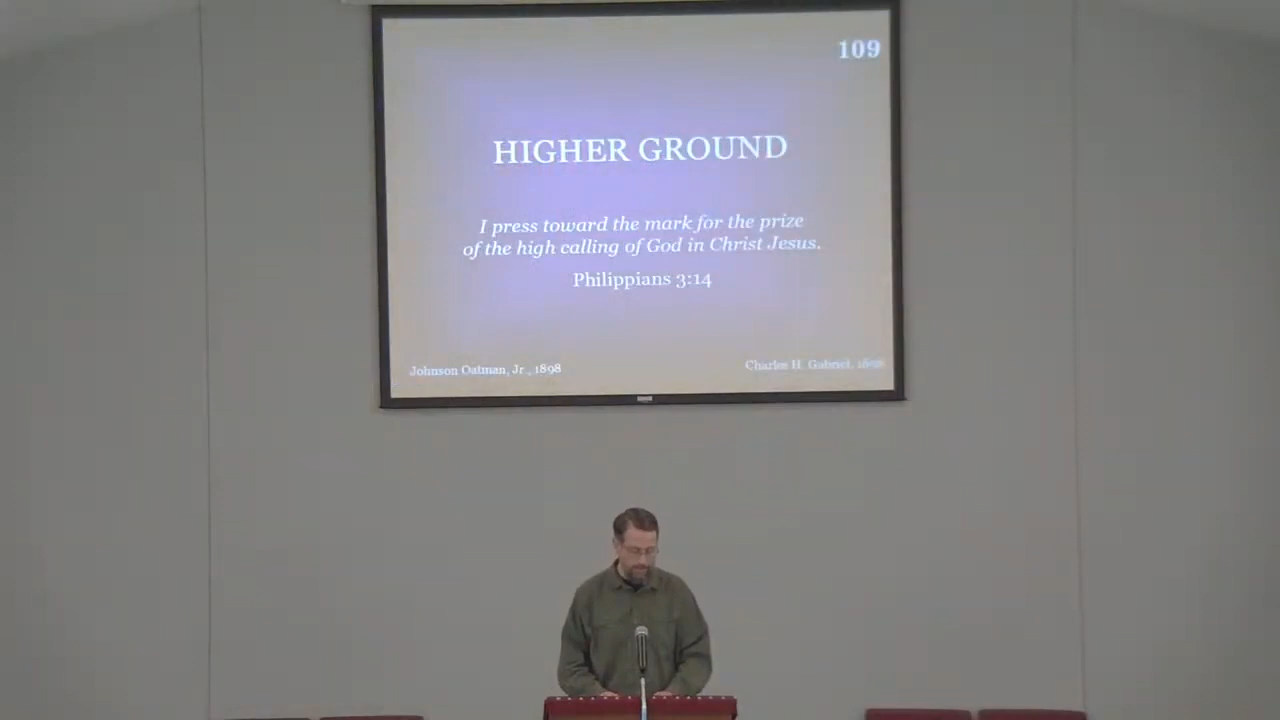 109
HIGHER GROUND
I press toward the mark for the prize
of the high calling of God in Christ Jesus.
Philippians 3:14
Johnson Oatman, Jr., 1898
Charles H. Gabriel,